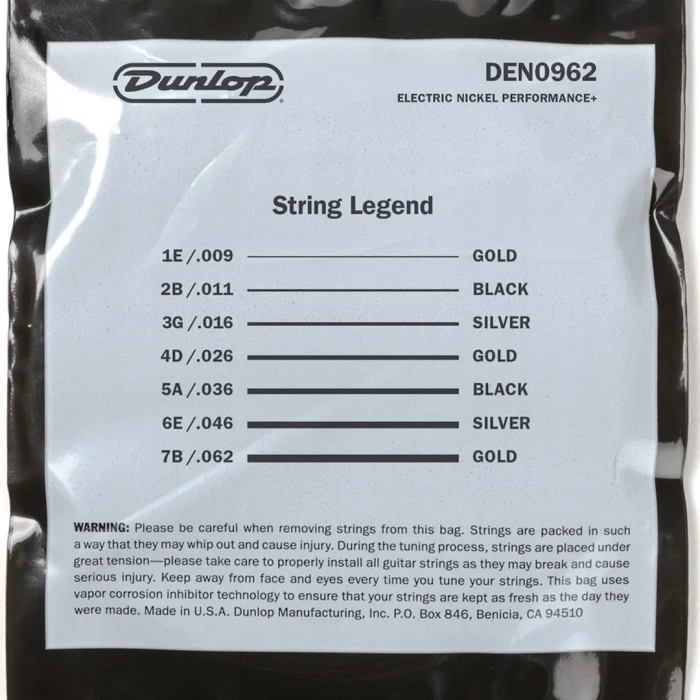 Dunlop
DEN0962
ELECTRIC NICKEL PERFORMANCE+
String Legend
1E/.009 GOLD
2B/.011 BLACK
3G/.016 SILVER
4D/.026 GOLD
5A/.036 BLACK
6E/.046 SILVER
7B/.062 GOLD
WARNING: Please be careful when removing strings from this bag. Strings are packed in such
a way that they may whip out and cause injury. During the tuning process, strings are placed under
great tension—please take care to properly install all guitar strings as they may break and cause
serious injury. Keep away from face and eyes every time you tune your strings. This bag uses
vapor corrosion inhibitor technology to ensure that your strings are kept as fresh as the day they
were made. Made in U.S.A. Dunlop Manufacturing, Inc. P.O. Box 846, Benicia, CA 94510